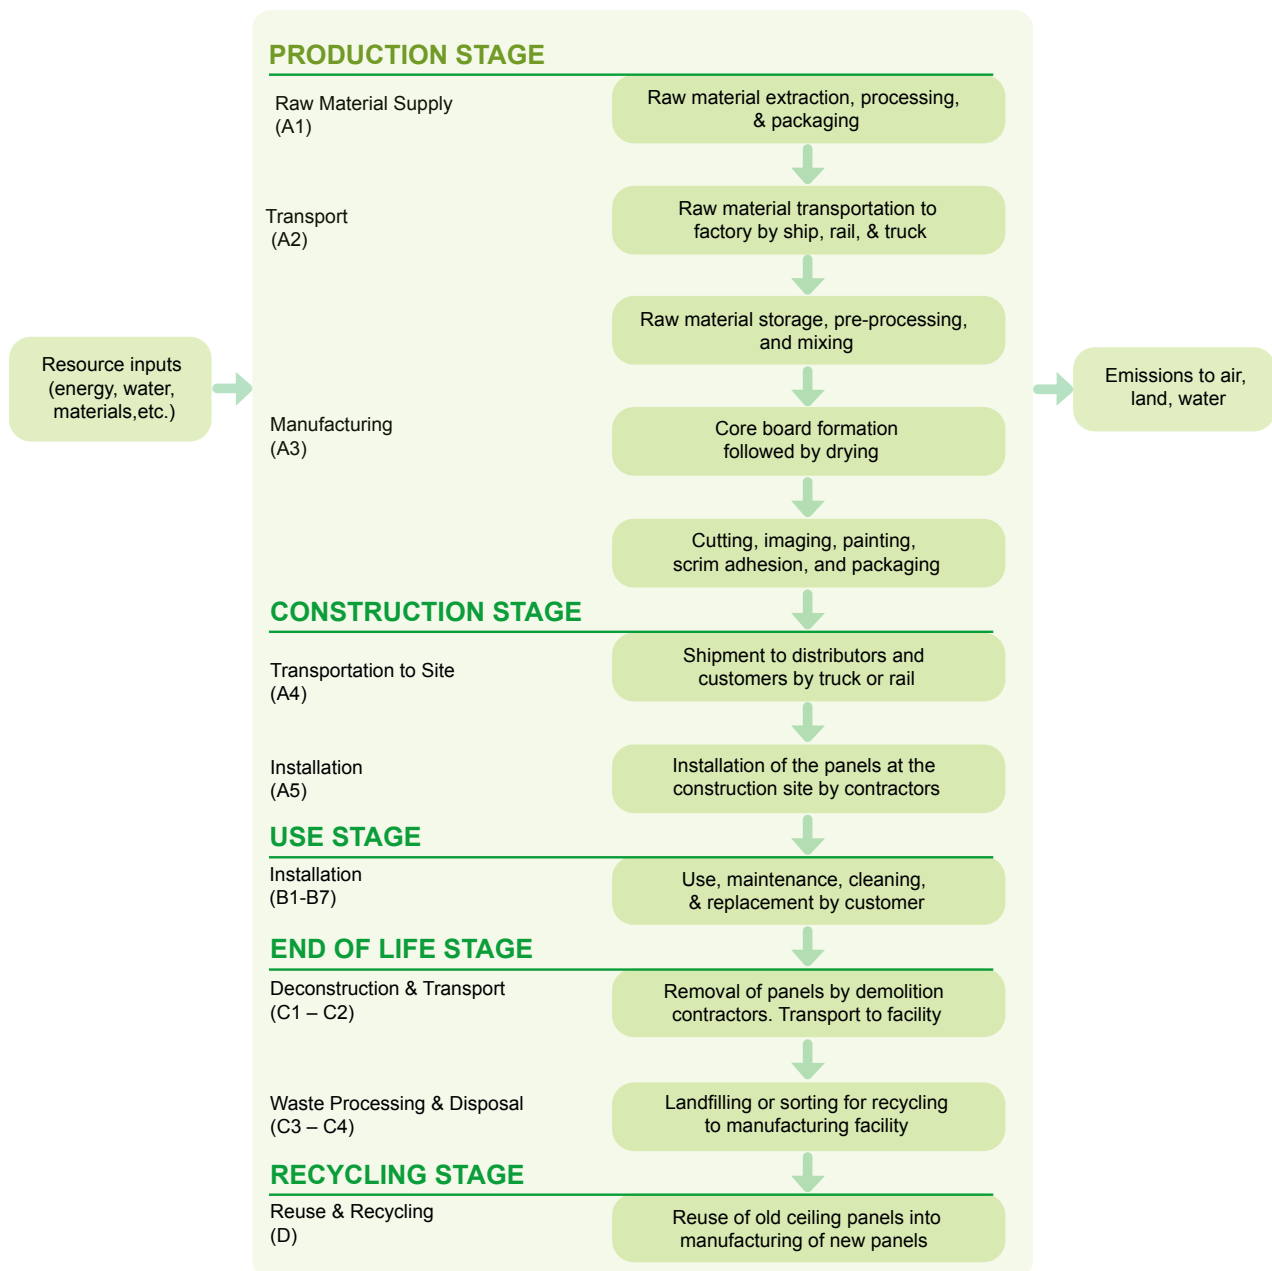 PRODUCTION STAGE
Raw Material Supply
(A1)
Raw material extraction, processing,
& packaging
Transport
(A2)
Raw material transportation to
factory by ship, rail, & truck
Raw material storage, pre-processing,
and mixing
Resource inputs
(energy, water,
materials,etc.)
Emissions to air,
land, water
Manufacturing
(A3)
Core board formation
followed by drying
Cutting, imaging, painting,
scrim adhesion, and packaging
CONSTRUCTION STAGE
Transportation to Site
(A4)
Shipment to distributors and
customers by truck or rail
Installation
(A5)
Installation of the panels at the
construction site by contractors
USE STAGE
Installation
(B1-B7)
Use, maintenance, cleaning,
& replacement by customer
END OF LIFE STAGE
Deconstruction & Transport
(C1 – C2)
Removal of panels by demolition
contractors. Transport to facility
Waste Processing & Disposal
(C3 – C4)
Landfilling or sorting for recycling
to manufacturing facility
RECYCLING STAGE
Reuse & Recycling
(D)
Reuse of old ceiling panels into
manufacturing of new panels